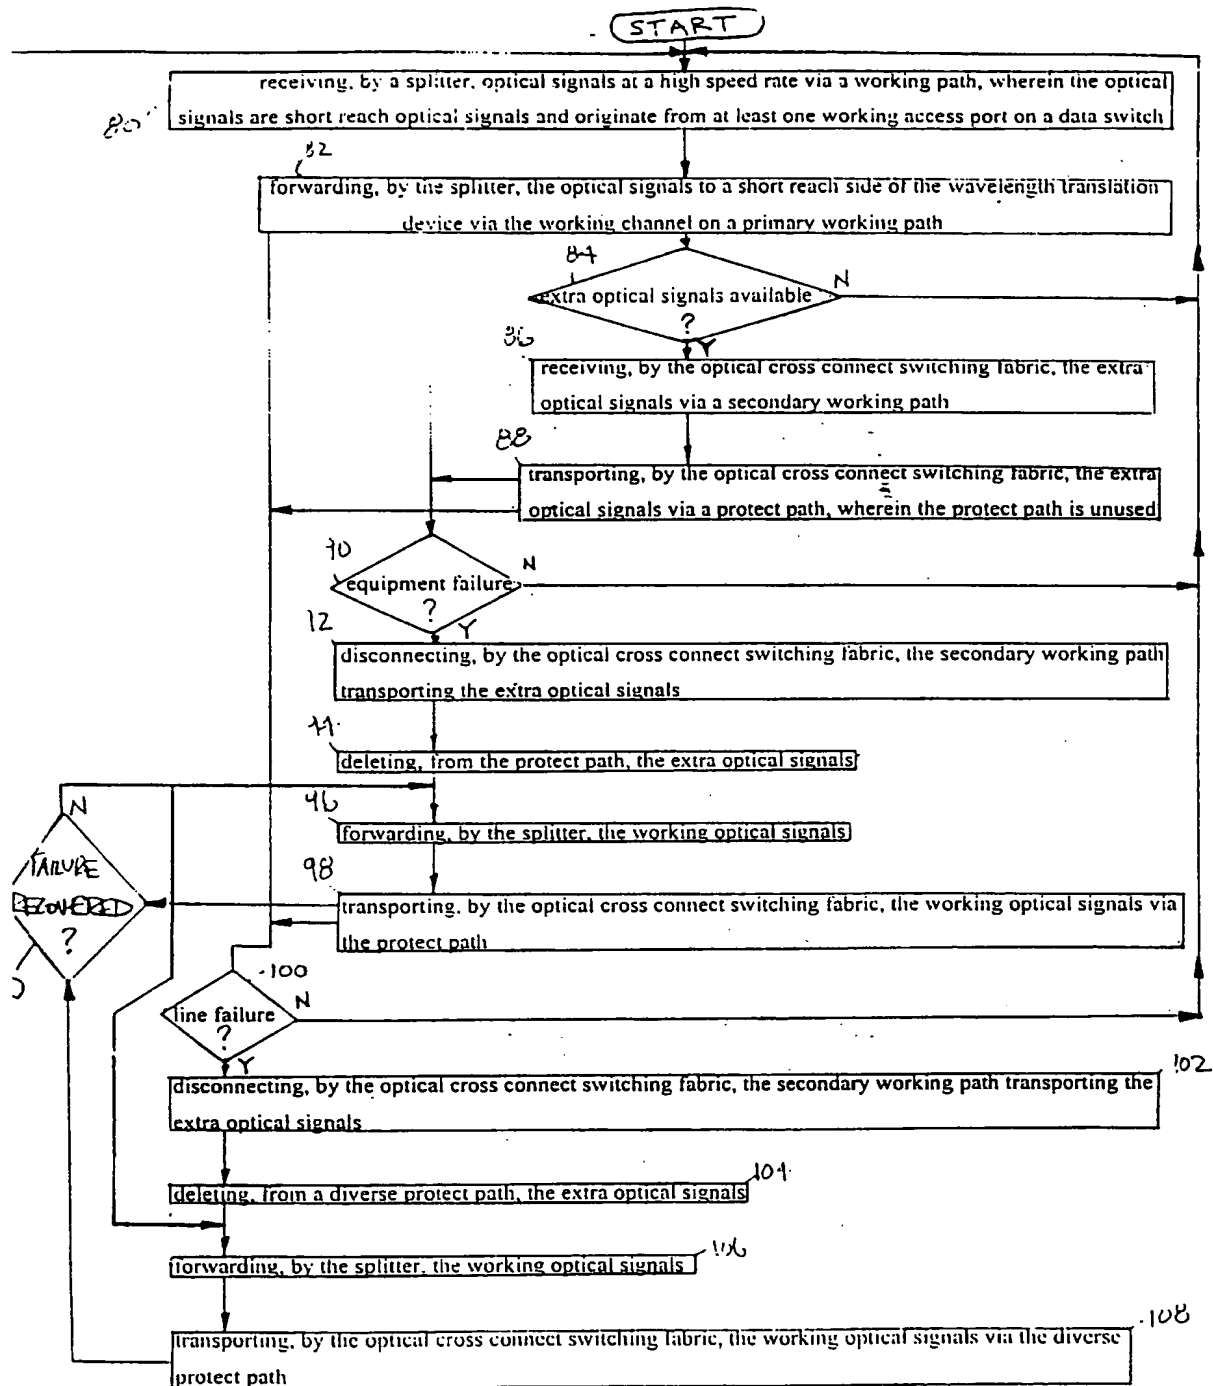 START
receiving, by a splitter, optical signals at a high speed rate via a working path, wherein the optical
signals are short reach optical signals and originate from at least one working access port on a data switch
80
82
forwarding, by the splitter, the optical signals to a short reach side of the wavelength translation
device via the working channel on a primary working path
84
extra optical signals available
?
N
Y
86
receiving, by the optical cross connect switching fabric, the extra
optical signals via a secondary working path
88
transporting, by the optical cross connect switching fabric, the extra
optical signals via a protect path, wherein the protect path is unused
90
equipment failure
?
N
Y
92
disconnecting, by the optical cross connect switching fabric, the secondary working path
transporting the extra optical signals
94
deleting, from the protect path, the extra optical signals
96
forwarding, by the splitter, the working optical signals
98
transporting, by the optical cross connect switching fabric, the working optical signals via
the protect path
N
FAILURE
RECOVERED
?
100
line failure
?
N
Y
102
disconnecting, by the optical cross connect switching fabric, the secondary working path transporting the
extra optical signals
104
deleting, from a diverse protect path, the extra optical signals
106
forwarding, by the splitter, the working optical signals
108
transporting, by the optical cross connect switching fabric, the working optical signals via the diverse
protect path